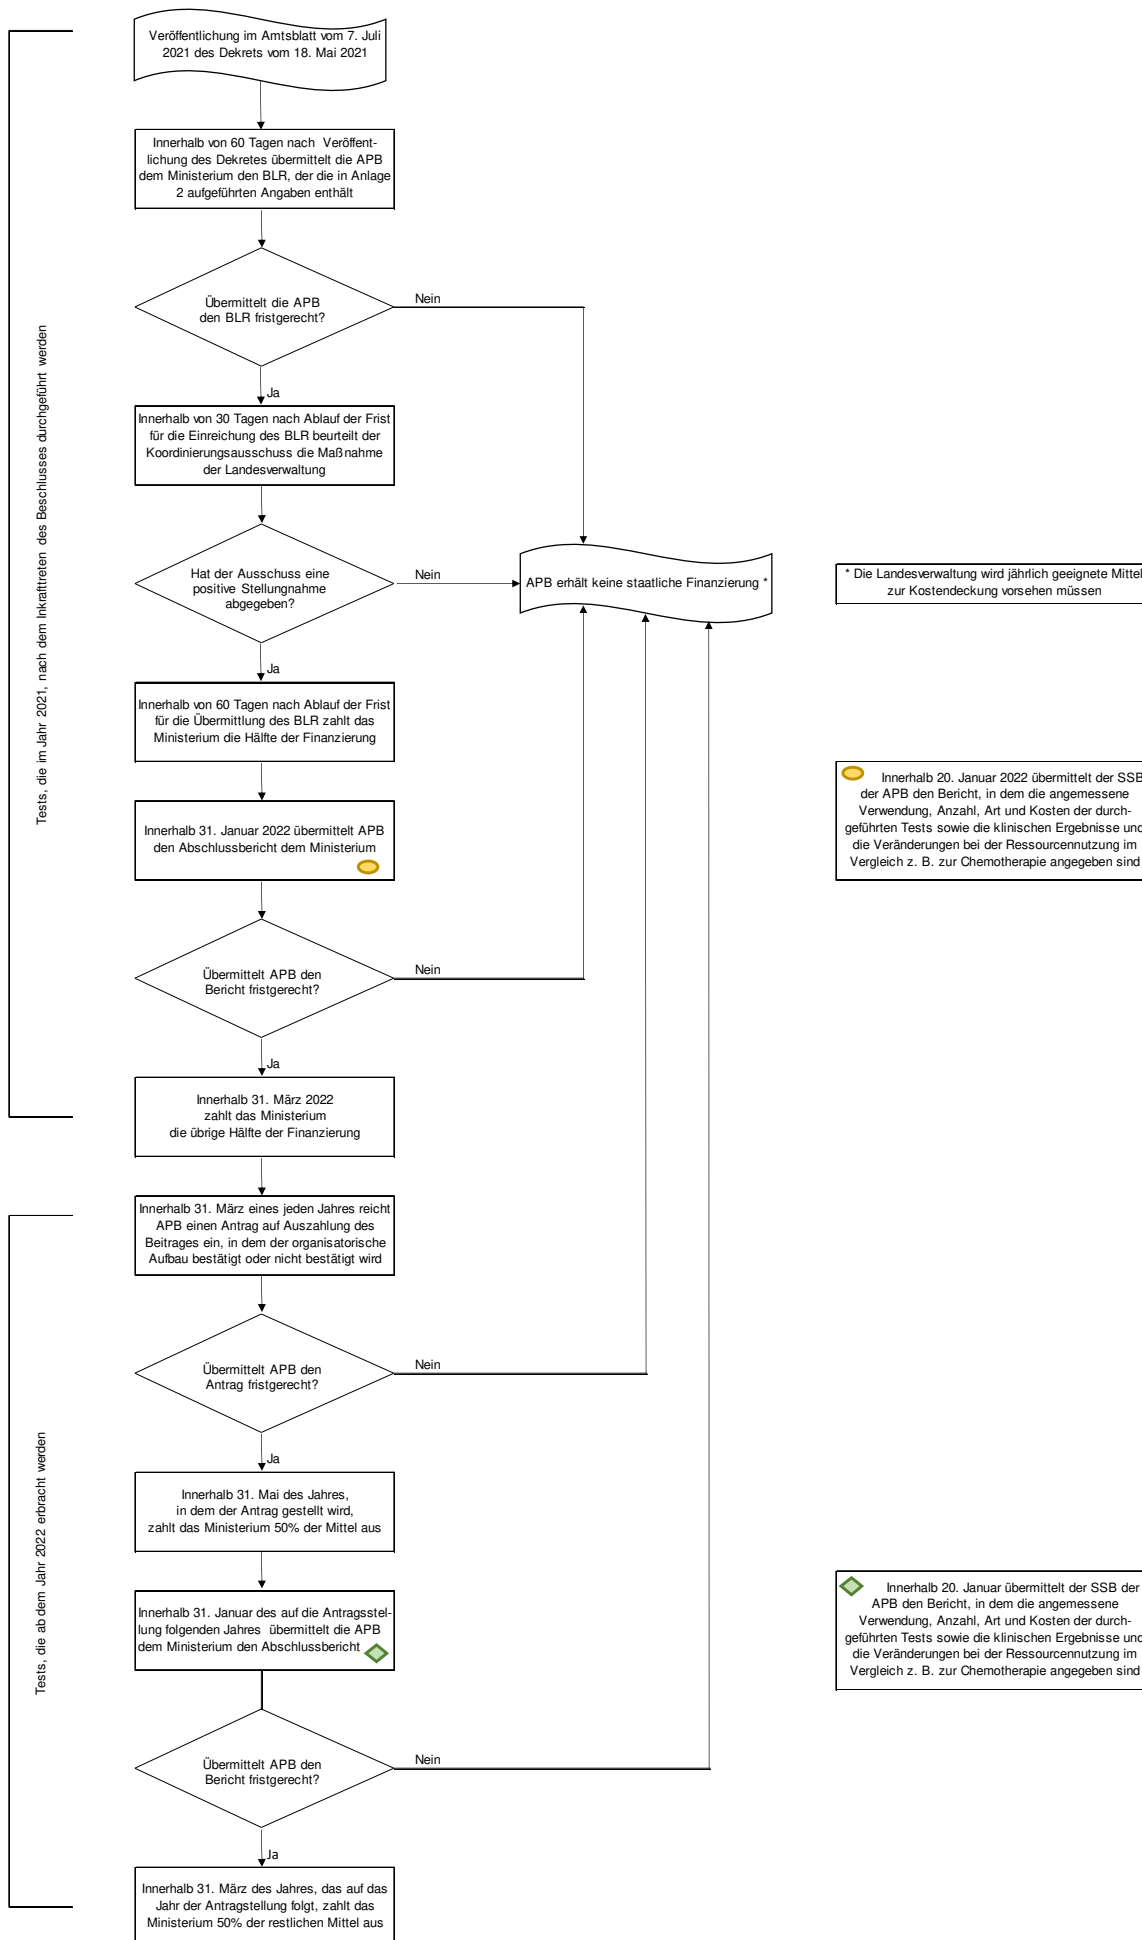 Veröffentlichung im Amtsblatt vom 7. Juli
2021 des Dekrets vom 18. Mai 2021
Innerhalb von 60 Tagen nach Veröffent-
lichung des Dekretes übermittelt die APB
dem Ministerium den BLR, der die in Anlage
2 aufgeführten Angaben enthält
Übermittelt die APB
den BLR fristgerecht?
Nein
Ja
Innerhalb von 30 Tagen nach Ablauf der Frist
für die Einreichung des BLR beurteilt der
Koordinierungsausschuss die Maßnahme
der Landesverwaltung
Tests, die im Jahr 2021, nach dem Inkrafttreten des Beschlusses durchgeführt werden
Hat der Ausschuss eine
positive Stellungnahme
abgegeben?
Nein
APB erhält keine staatliche Finanzierung *
* Die Landesverwaltung wird jährlich geeignete Mittel
zur Kostendeckung vorsehen müssen
Ja
Innerhalb von 60 Tagen nach Ablauf der Frist
für die Übermittlung des BLR zahlt das
Ministerium die Hälfte der Finanzierung
Innerhalb 31. Januar 2022 übermittelt APB
den Abschlussbericht dem Ministerium
Innerhalb 20. Januar 2022 übermittelt der SSB
der APB den Bericht, in dem die angemessene
Verwendung, Anzahl, Art und Kosten der durch-
geführten Tests sowie die klinischen Ergebnisse und
die Veränderungen bei der Ressourcennutzung im
Vergleich z. B. zur Chemotherapie angegeben sind
Übermittelt APB den
Bericht fristgerecht?
Nein
Ja
Innerhalb 31. März 2022
zahlt das Ministerium
die übrige Hälfte der Finanzierung
Innerhalb 31. März eines jeden Jahres reicht
APB einen Antrag auf Auszahlung des
Beitrages ein, in dem der organisatorische
Aufbau bestätigt oder nicht bestätigt wird
Übermittelt APB den
Antrag fristgerecht?
Nein
Ja
Tests, die ab dem Jahr 2022 erbracht werden
Innerhalb 31. Mai des Jahres,
in dem der Antrag gestellt wird,
zahlt das Ministerium 50% der Mittel aus
Innerhalb 31. Januar des auf die Antragsstel-
lung folgenden Jahres übermittelt die APB
dem Ministerium den Abschlussbericht
Innerhalb 20. Januar übermittelt der SSB der
APB den Bericht, in dem die angemessene
Verwendung, Anzahl, Art und Kosten der durch-
geführten Tests sowie die klinischen Ergebnisse und
die Veränderungen bei der Ressourcennutzung im
Vergleich z. B. zur Chemotherapie angegeben sind
Übermittelt APB den
Bericht fristgerecht?
Nein
Ja
Innerhalb 31. März des Jahres, das auf das
Jahr der Antragstellung folgt, zahlt das
Ministerium 50% der restlichen Mittel aus